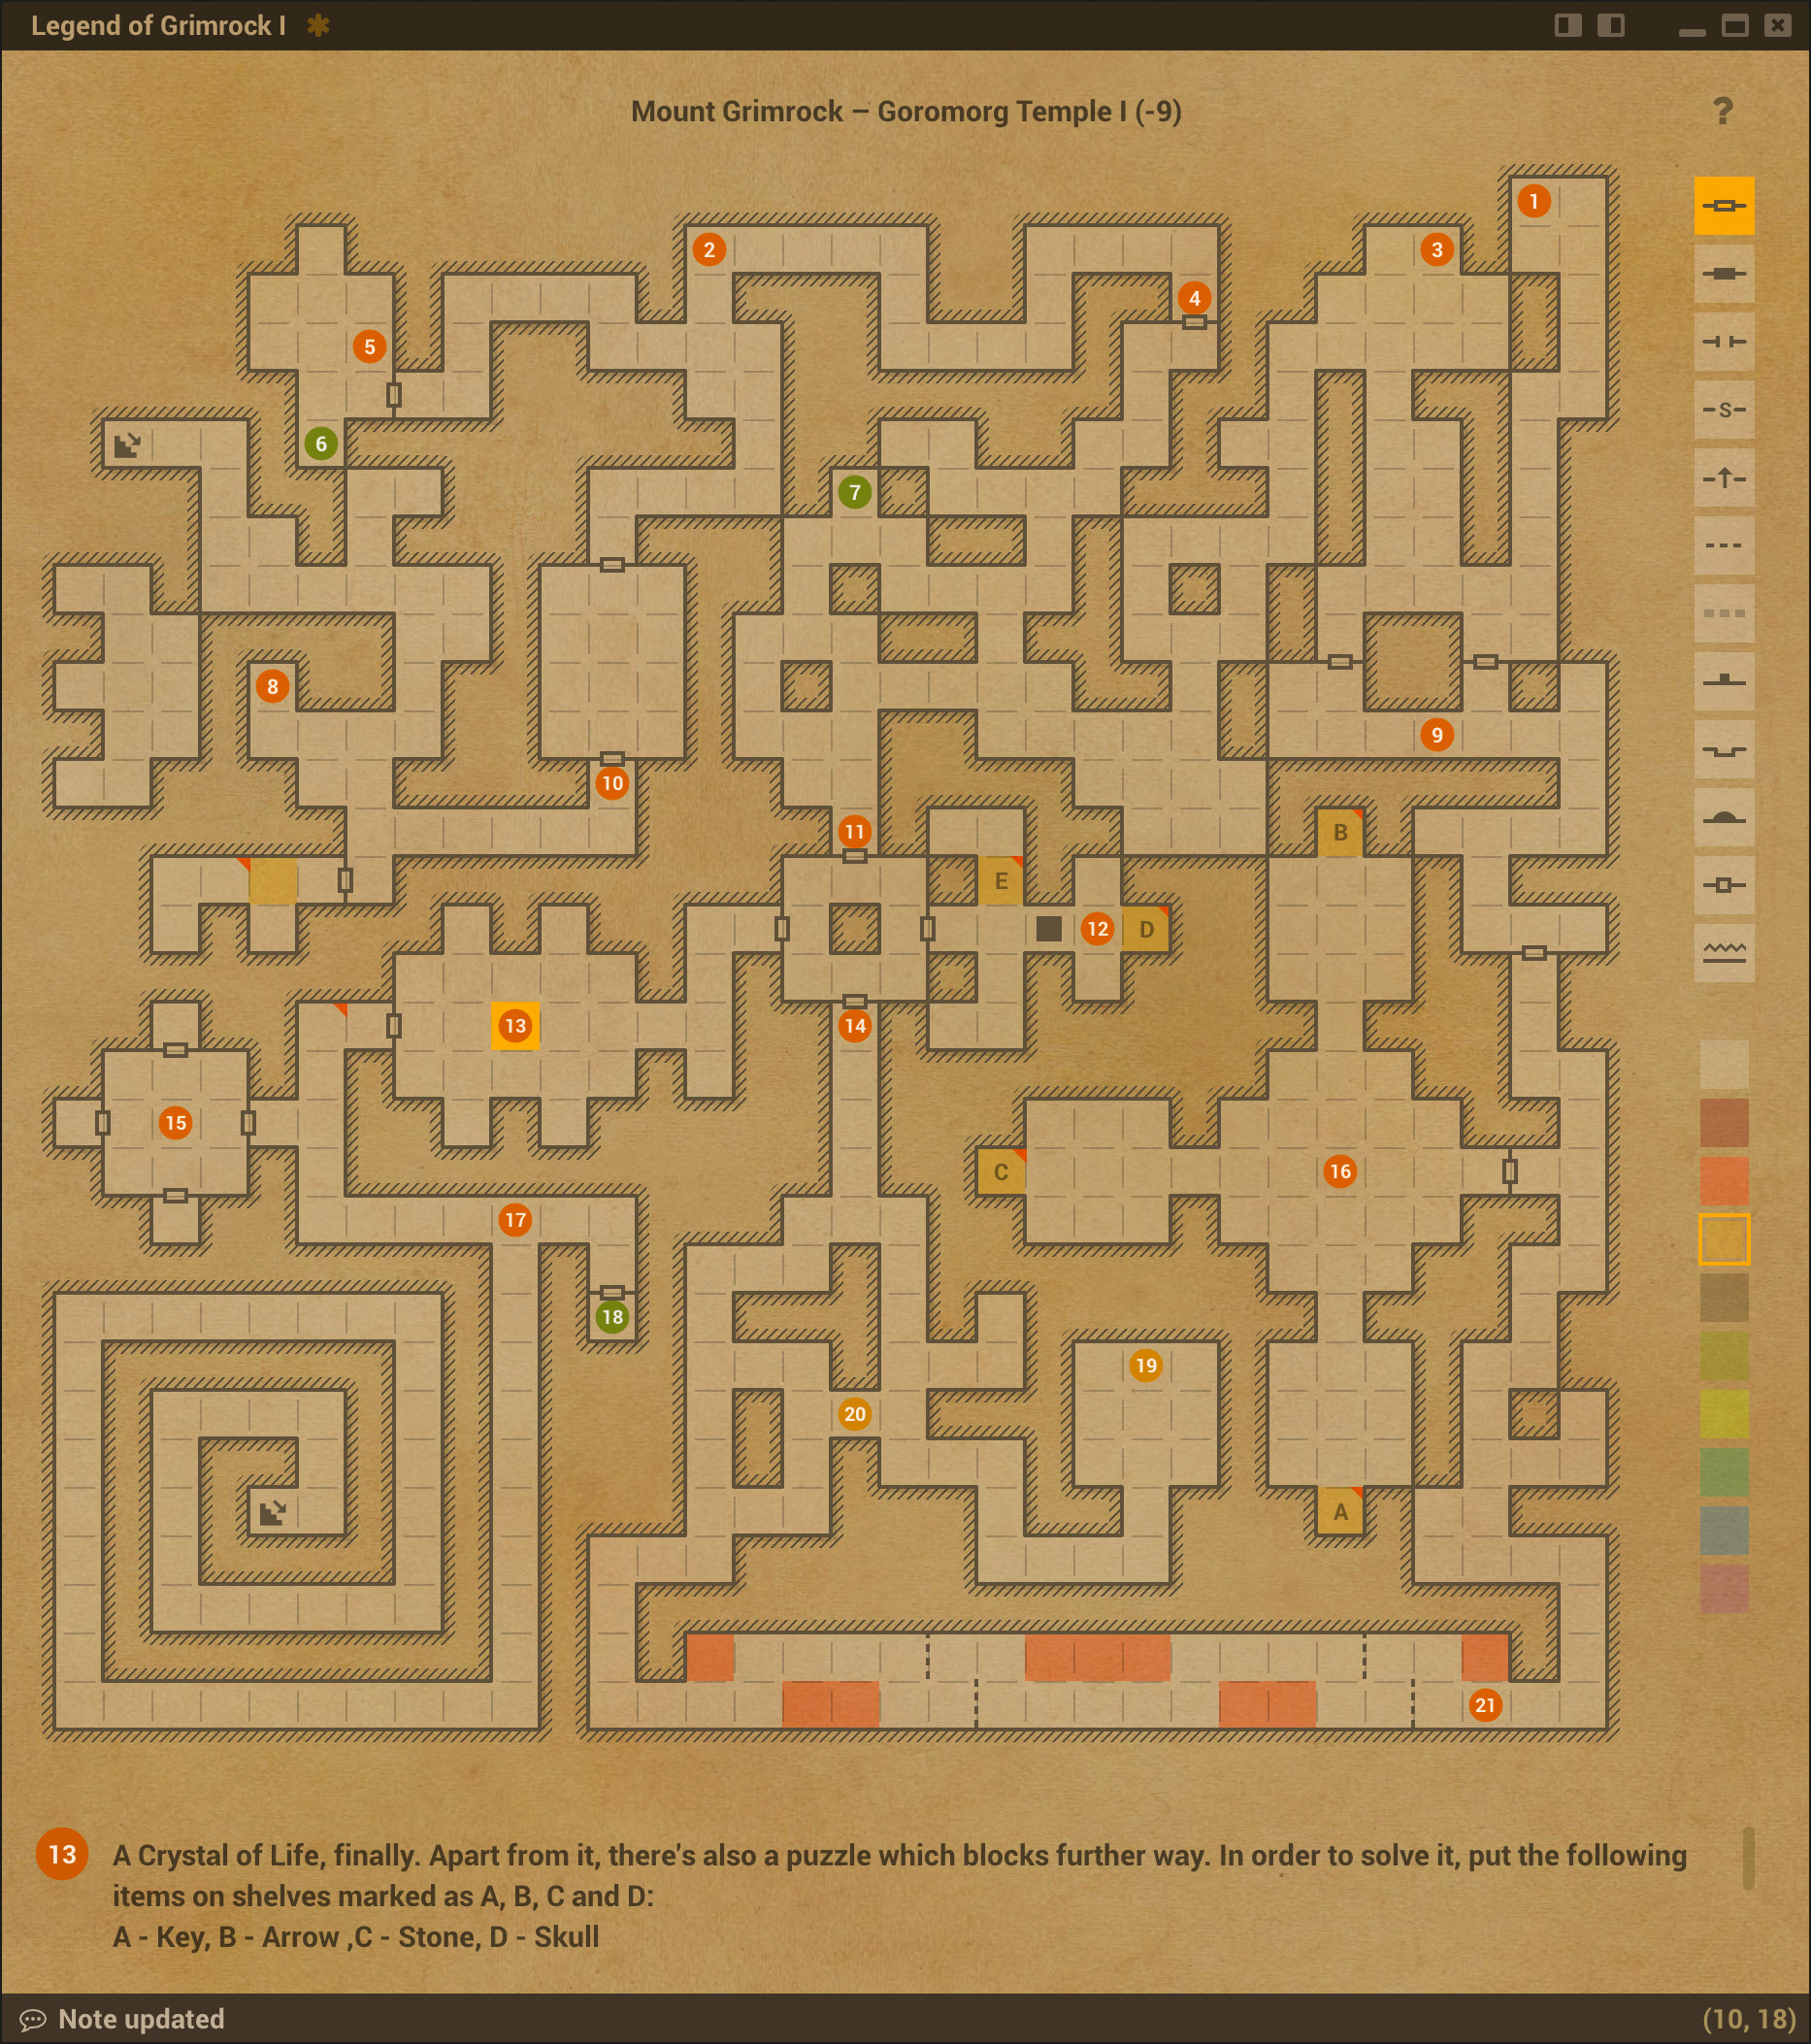 Legend of Grimrock I ✱
Mount Grimrock – Goromorg Temple I (-9)
?
1
2
3
4
5
S
6
7
8
9
10
11
B
E
12
D
13
14
15
C
16
17
18
19
20
A
21
13 A Crystal of Life, finally. Apart from it, there's also a puzzle which blocks further way. In order to solve it, put the following
items on shelves marked as A, B, C and D:
A - Key, B - Arrow ,C - Stone, D - Skull
Note updated
(10, 18)